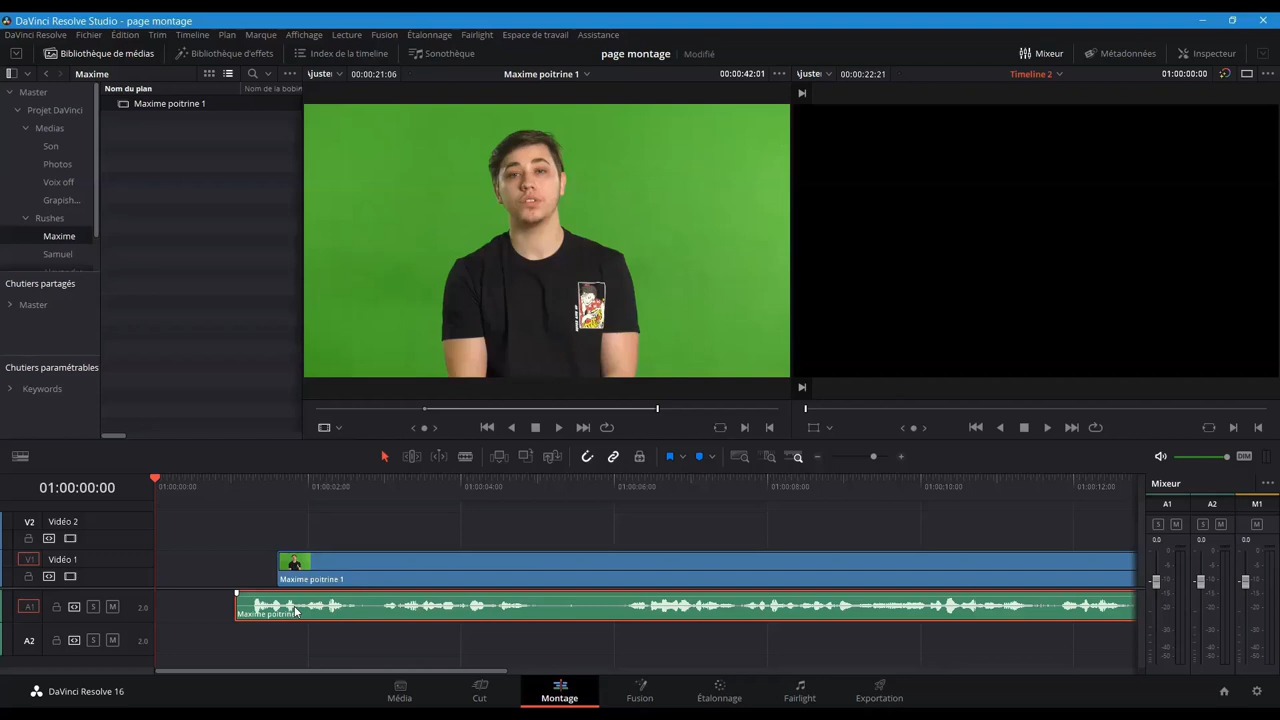 DaVinci Resolve Studio - page montage
DaVinci Resolve Fichier Édition Trim Timeline Plan Marque Affichage Lecture Fusion Étalonnage Fairlight Espace de travail Assistance
Bibliothèque de médias Bibliothèque d'effets Index de la timeline Sonothèque page montage Modifié Mixeur Métadonnées Inspecteur
Maxime ajuster 00:00:21:06 Maxime poitrine 1 00:00:42:01 ajuster 00:00:22:21 Timeline 2 01:00:00:00
Master
Projet DaVinci
Medias
Son
Photos
Voix off
Grapish...
Rushes
Maxime
Samuel
Chutiers partagés
Master
Chutiers paramétrables
Keywords
Nom du plan Nom de la bobin
Maxime poitrine 1
DIM
01:00:00:00
01:00:00:00 01:00:02:00 01:00:04:00 01:00:06:00 01:00:08:00 01:00:10:00 01:00:12:00
V2 Vidéo 2
V1 Vidéo 1
A1 S M 2.0
A2 S M 2.0
Maxime poitrine 1
Maxime poitrine
Mixeur
A1 A2 M1
S M S M S M
0.0 0.0 0.0
DaVinci Resolve 16
Média Cut Montage Fusion Étalonnage Fairlight Exportation